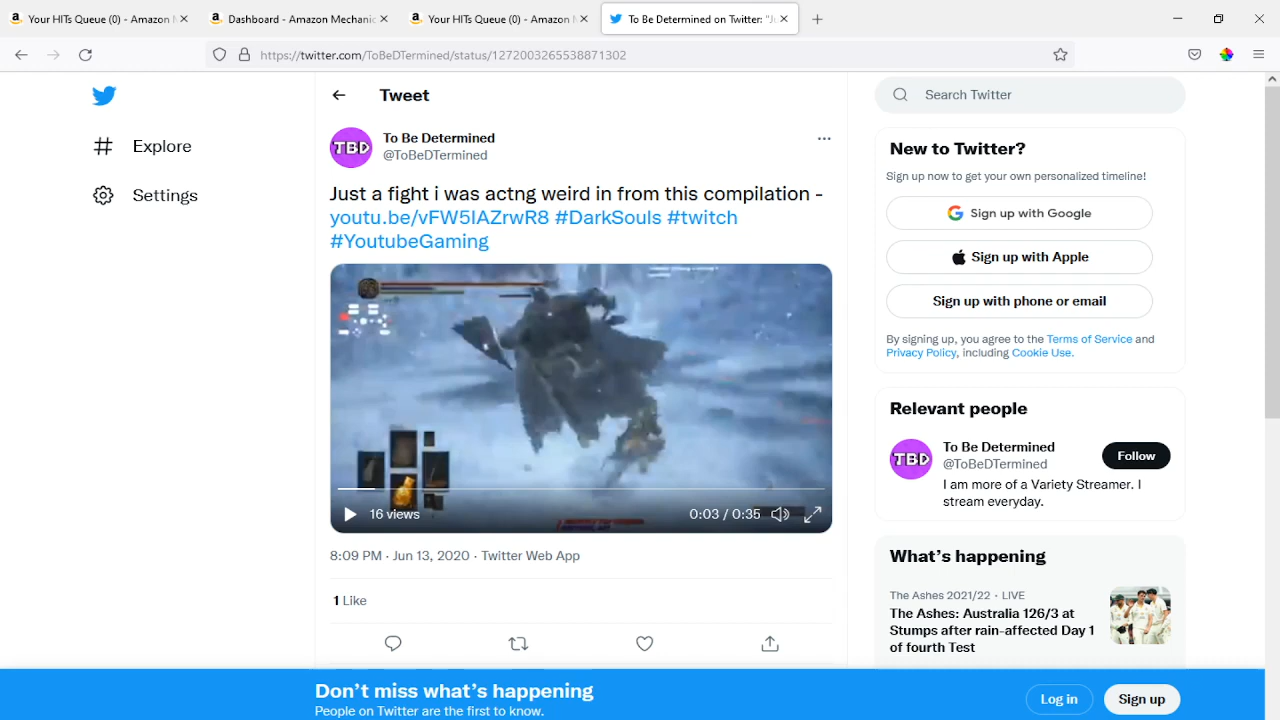 Your HITs Queue (0) - Amazon
Dashboard - Amazon Mechanic
Your HITs Queue (0) - Amazon
To Be Determined on Twitter: "Ju
https://twitter.com/ToBeDTermined/status/1272003265538871302
Explore
Settings
Tweet
TBD
To Be Determined
@ToBeDTermined
Just a fight i was actng weird in from this compilation -
youtu.be/vFW5IAZrwR8 #DarkSouls #twitch
#YoutubeGaming
16 views
0:03 / 0:35
8:09 PM · Jun 13, 2020 · Twitter Web App
1 Like
Search Twitter
New to Twitter?
Sign up now to get your own personalized timeline!
Sign up with Google
Sign up with Apple
Sign up with phone or email
By signing up, you agree to the Terms of Service and
Privacy Policy, including Cookie Use.
Relevant people
TBD
To Be Determined
@ToBeDTermined
Follow
I am more of a Variety Streamer. I
stream everyday.
What's happening
The Ashes 2021/22 · LIVE
The Ashes: Australia 126/3 at
Stumps after rain-affected Day 1
of fourth Test
Don't miss what's happening
People on Twitter are the first to know.
Log in
Sign up